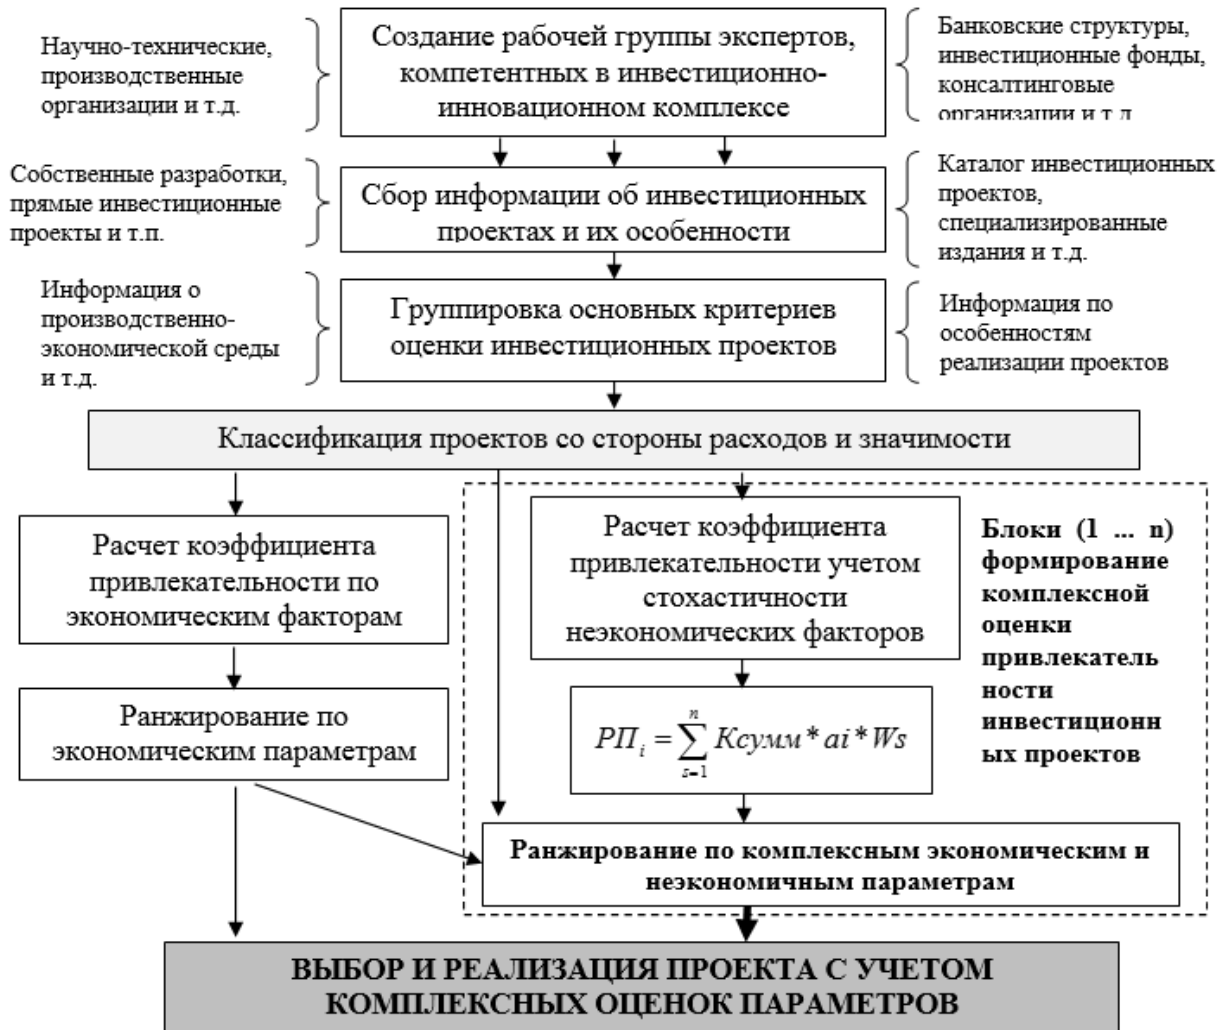 Научно-технические,
производственные
организации и т.д.
Создание рабочей группы экспертов,
компетентных в инвестиционно-
инновационном комплексе
Банковские структуры,
инвестиционные фонды,
консалтинговые
организации и т.д
Собственные разработки,
прямые инвестиционные
проекты и т.п.
Сбор информации об инвестиционных
проектах и их особенности
Каталог инвестиционных
проектов,
специализированные
издания и т.д.
Информация о
производственно-
экономической среды
и т.д.
Группировка основных критериев
оценки инвестиционных проектов
Информация по
особенностям
реализации проектов
Классификация проектов со стороны расходов и значимости
Расчет коэффициента
привлекательности по
экономическим факторам
Расчет коэффициента
привлекательности учетом
стохастичности
неэкономических факторов
Блоки (1 ... n)
формирование
комплексной
оценки
привлекатель
ности
инвестиционн
ых проектов
Ранжирование по
экономическим параметрам
РП_i = ∑_{s=1}^{n} Ксумм * ai * Ws
Ранжирование по комплексным экономическим и
неэкономичным параметрам
ВЫБОР И РЕАЛИЗАЦИЯ ПРОЕКТА С УЧЕТОМ
КОМПЛЕКСНЫХ ОЦЕНОК ПАРАМЕТРОВ